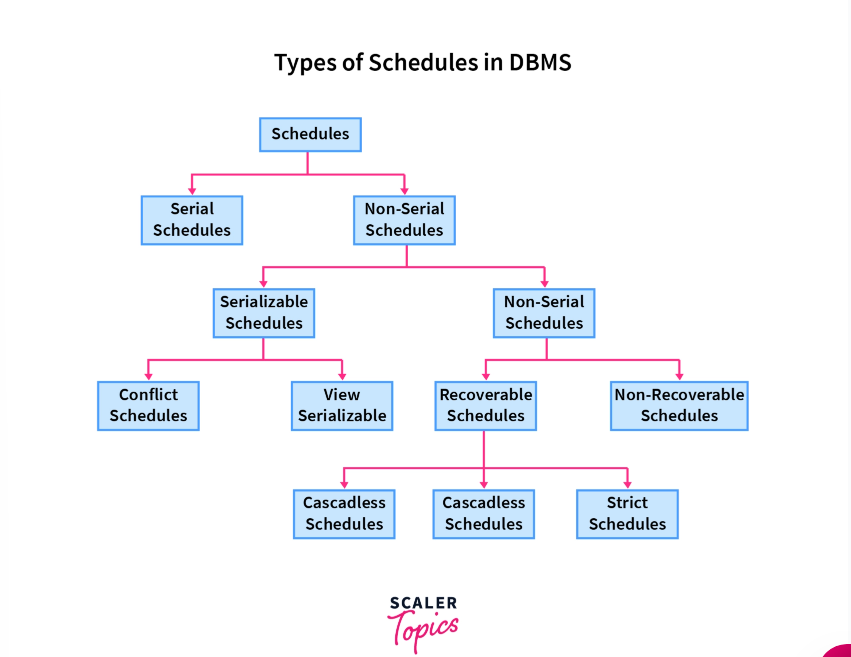 Types of Schedules in DBMS
Schedules
Serial
Schedules
Non-Serial
Schedules
Serializable
Schedules
Non-Serial
Schedules
Conflict
Schedules
View
Serializable
Recoverable
Schedules
Non-Recoverable
Schedules
Cascadless
Schedules
Cascadless
Schedules
Strict
Schedules
SCALER
Topics